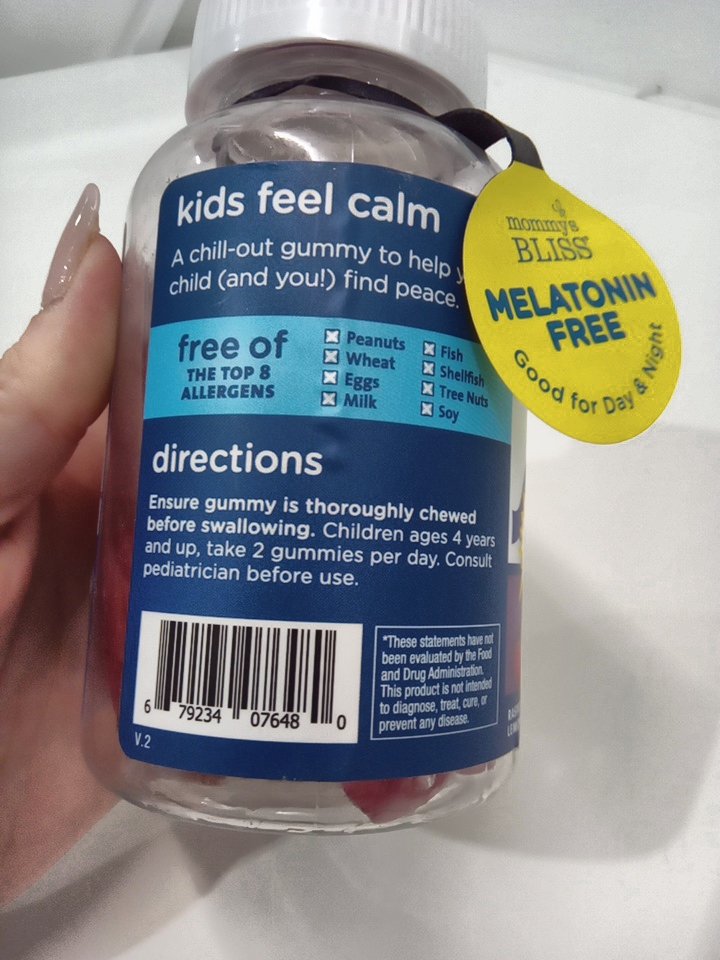 kids feel calm
A chill-out gummy to help
child (and you!) find peace.
free of
THE TOP 8
ALLERGENS
Peanuts
Wheat
Eggs
Milk
Fish
Shellfish
Tree Nuts
Soy
directions
Ensure gummy is thoroughly chewed
before swallowing. Children ages 4 years
and up, take 2 gummies per day. Consult
pediatrician before use.
6 79234 07648 0
*These statements have not
been evaluated by the Food
and Drug Administration.
This product is not intended
to diagnose, treat, cure, or
prevent any disease.
V.2
mommy's
BLISS®
MELATONIN
FREE
Good for Day & Night